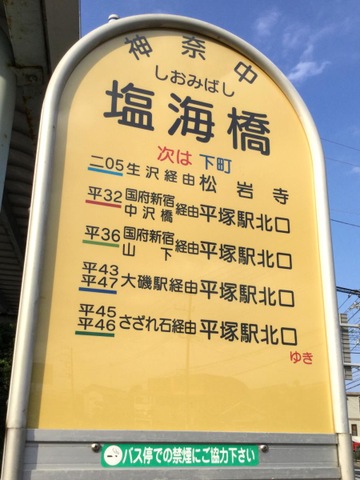 神奈中
しおみばし
塩海橋
次は 下町
二05 生沢経由 松岩寺
平32 国府新宿 中沢橋 経由 平塚駅北口
平36 国府新宿 山下 経由 平塚駅北口
平43
平47 大磯駅経由 平塚駅北口
平45
平46 さざれ石経由 平塚駅北口
ゆき
バス停での禁煙にご協力下さい